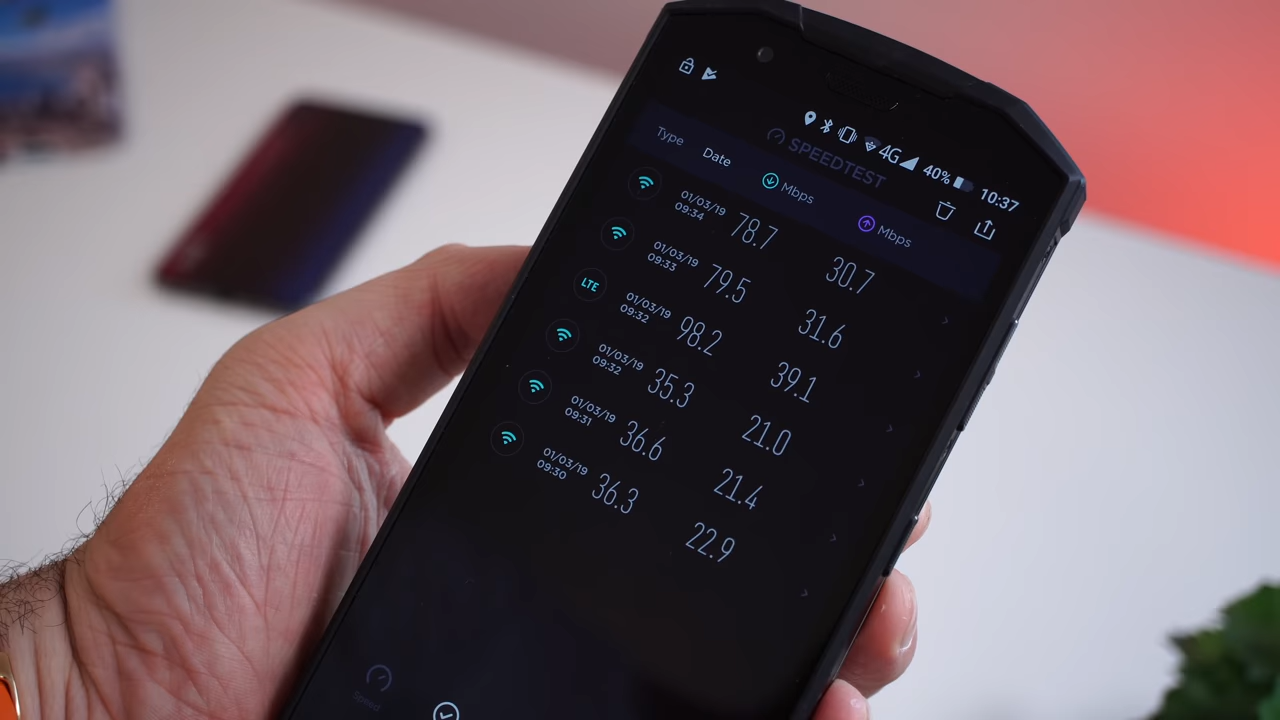 4G 40% 10:37
SPEEDTEST
Type Date Mbps Mbps
01/03/19 09:34 78.7 30.7
01/03/19 09:33 79.5 31.6
LTE 01/03/19 09:32 98.2 39.1
01/03/19 09:32 35.3 21.0
01/03/19 09:31 36.6 21.4
01/03/19 09:30 36.3 22.9
Speed